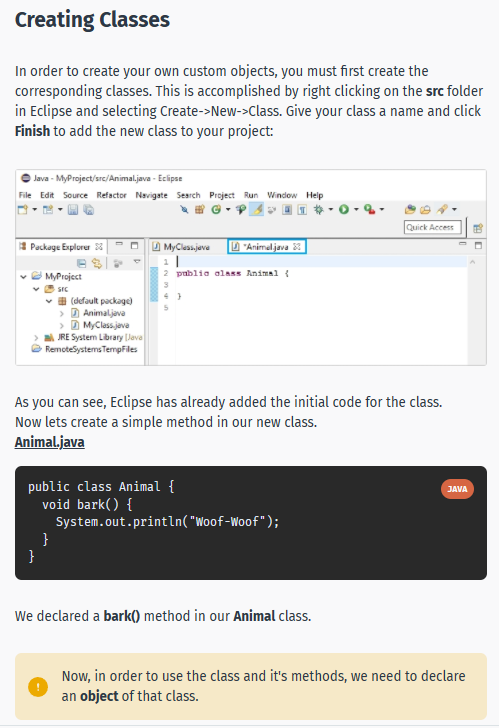 Creating Classes
In order to create your own custom objects, you must first create the
corresponding classes. This is accomplished by right clicking on the src folder
in Eclipse and selecting Create->New->Class. Give your class a name and click
Finish to add the new class to your project:
Java - MyProject/src/Animal.java - Eclipse
File Edit Source Refactor Navigate Search Project Run Window Help
Quick Access
Package Explorer MyClass.java *Animal.java
MyProject
src
(default package)
Animal.java
MyClass.java
JRE System Library [Java
RemoteSystemsTempFiles
1
2 public class Animal {
3
4 }
5
As you can see, Eclipse has already added the initial code for the class.
Now lets create a simple method in our new class.
Animal.java
JAVA
public class Animal {
void bark() {
System.out.println("Woof-Woof");
}
}
We declared a bark() method in our Animal class.
! Now, in order to use the class and it's methods, we need to declare
an object of that class.